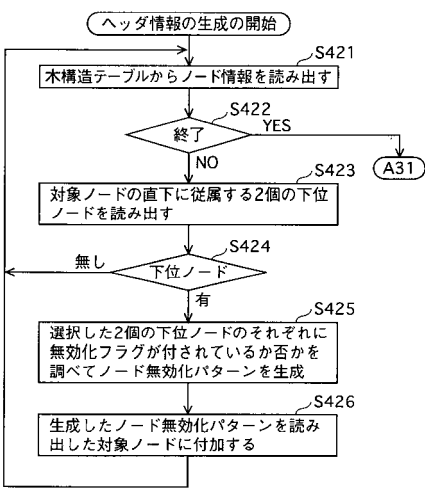 ヘッダ情報の生成の開始
S421
木構造テーブルからノード情報を読み出す
S422
終了
YES
NO
A31
S423
対象ノードの直下に従属する2個の下位
ノードを読み出す
S424
無し
下位ノード
有
S425
選択した2個の下位ノードのそれぞれに
無効化フラグが付されているか否かを
調べてノード無効化パターンを生成
S426
生成したノード無効化パターンを読み
出した対象ノードに付加する